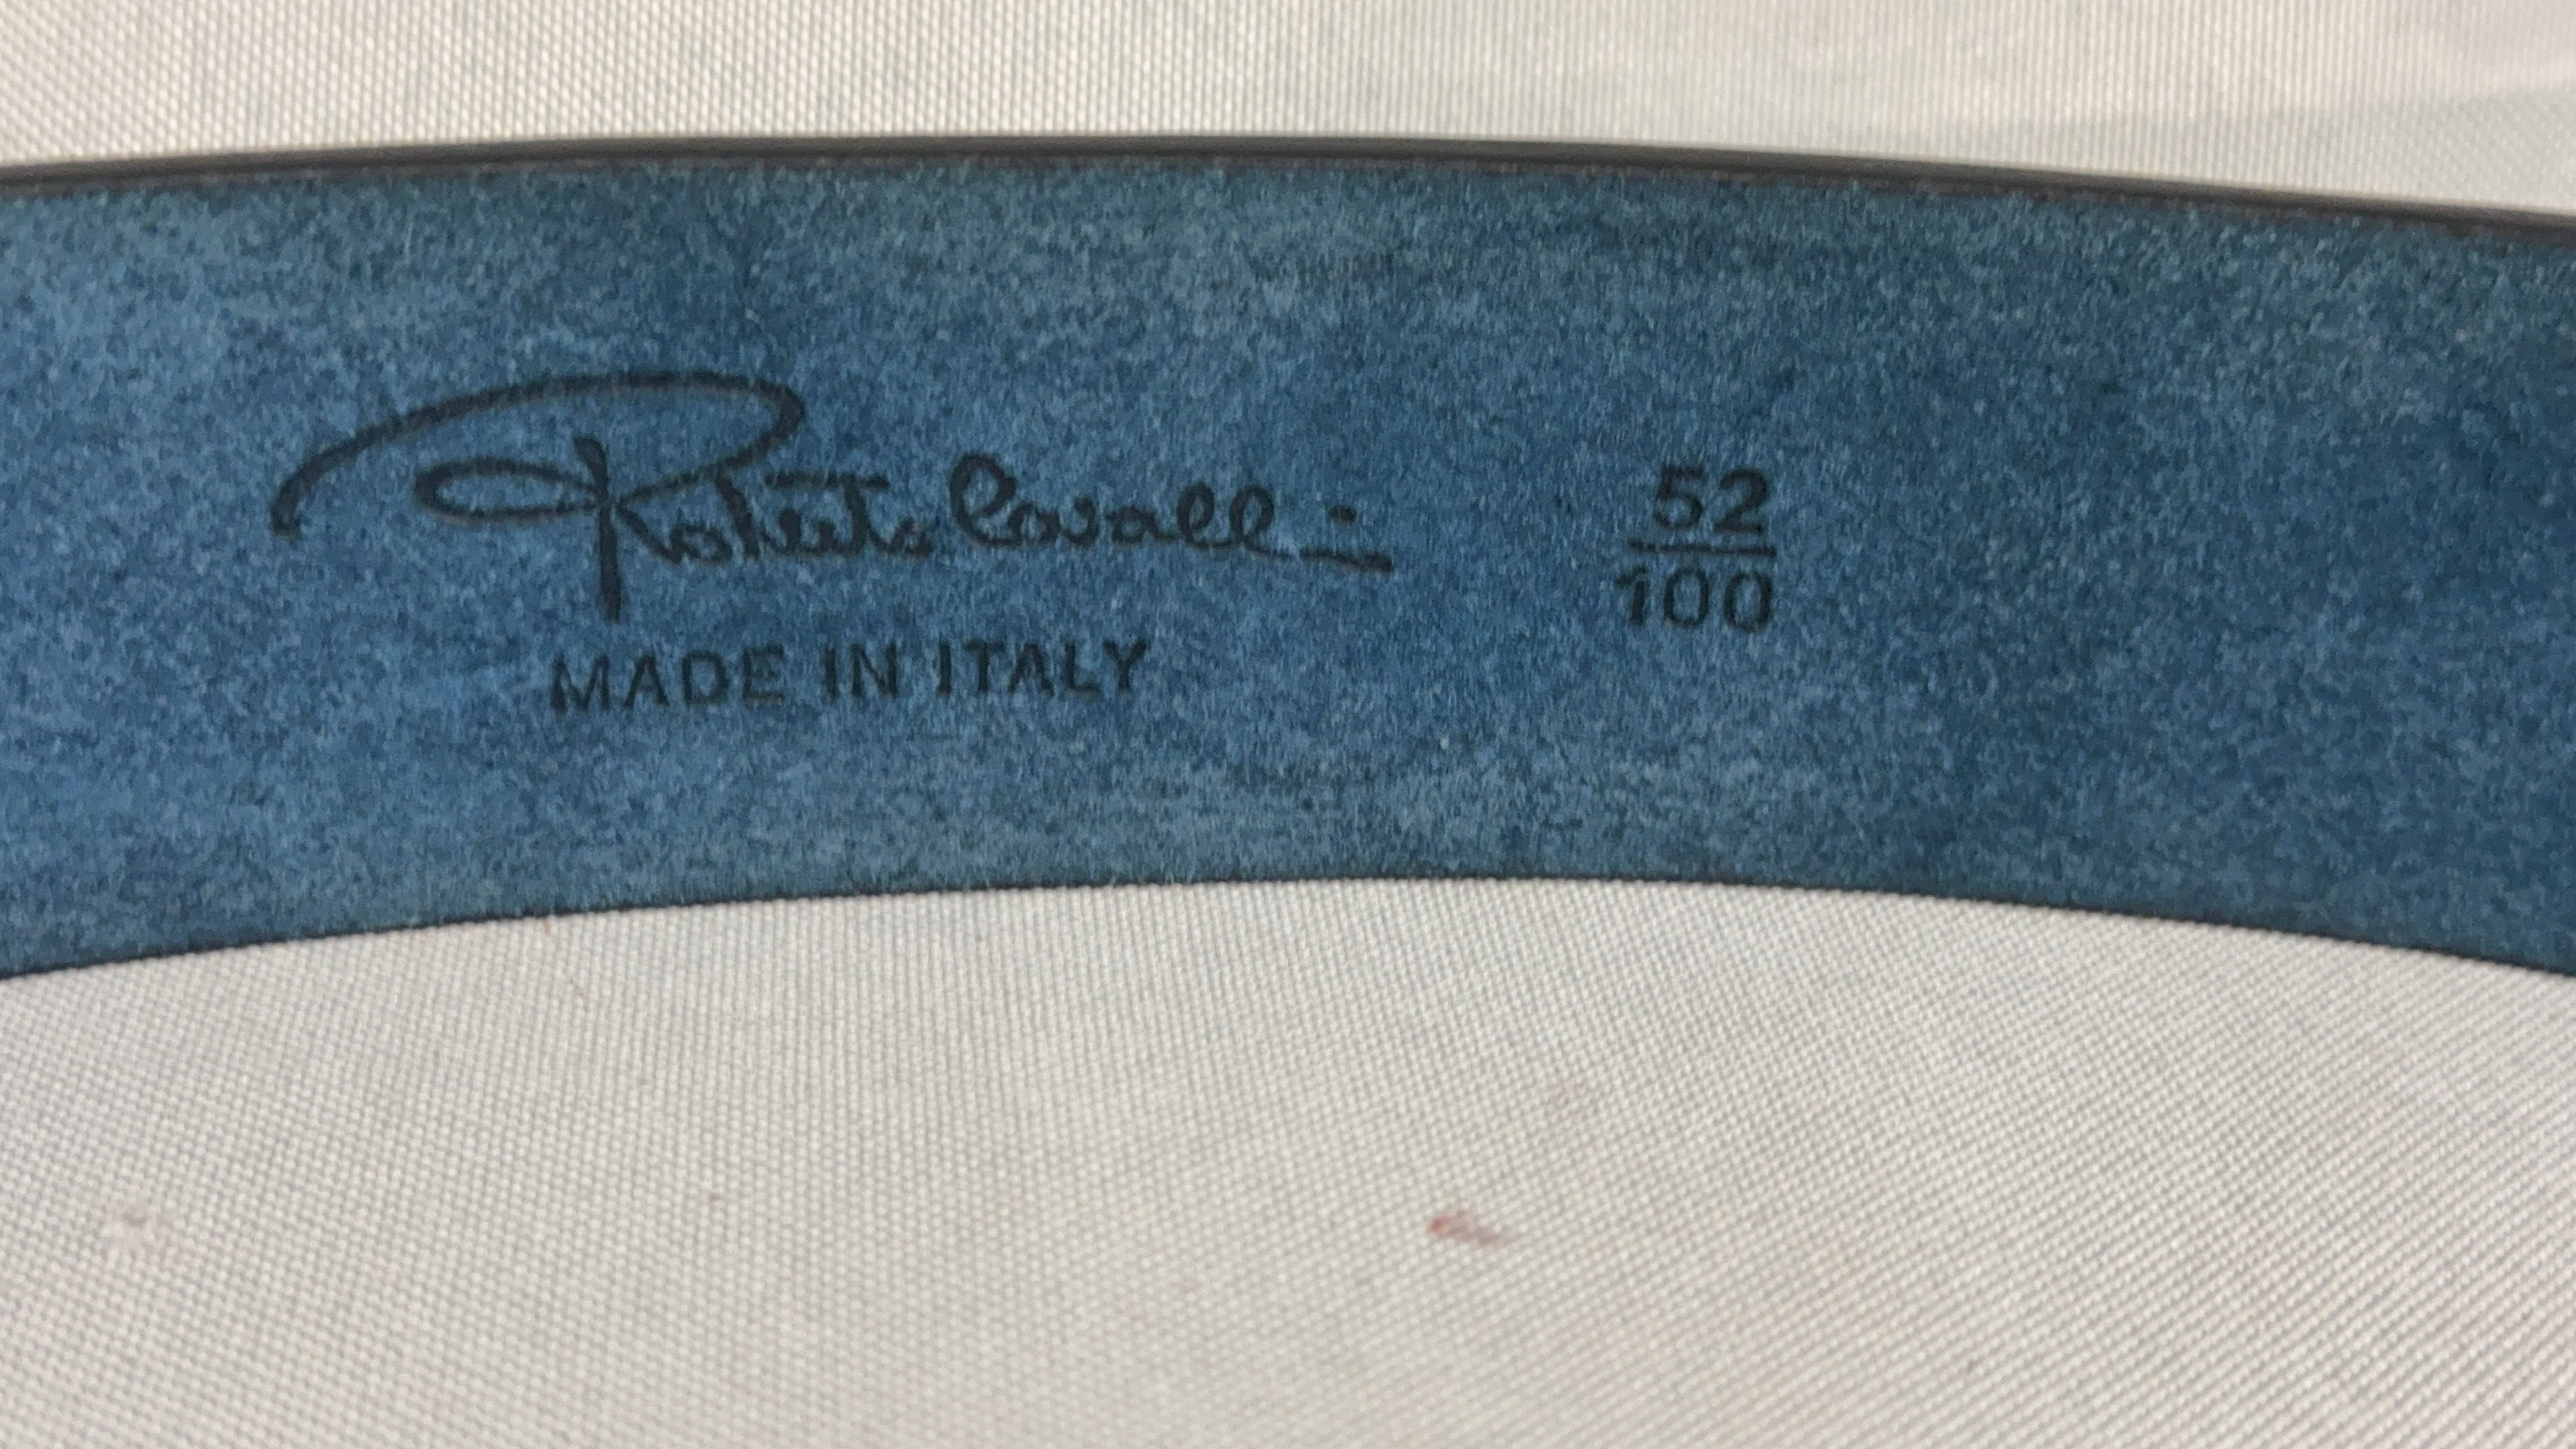 Roberto Cavalli
MADE IN ITALY
52
100